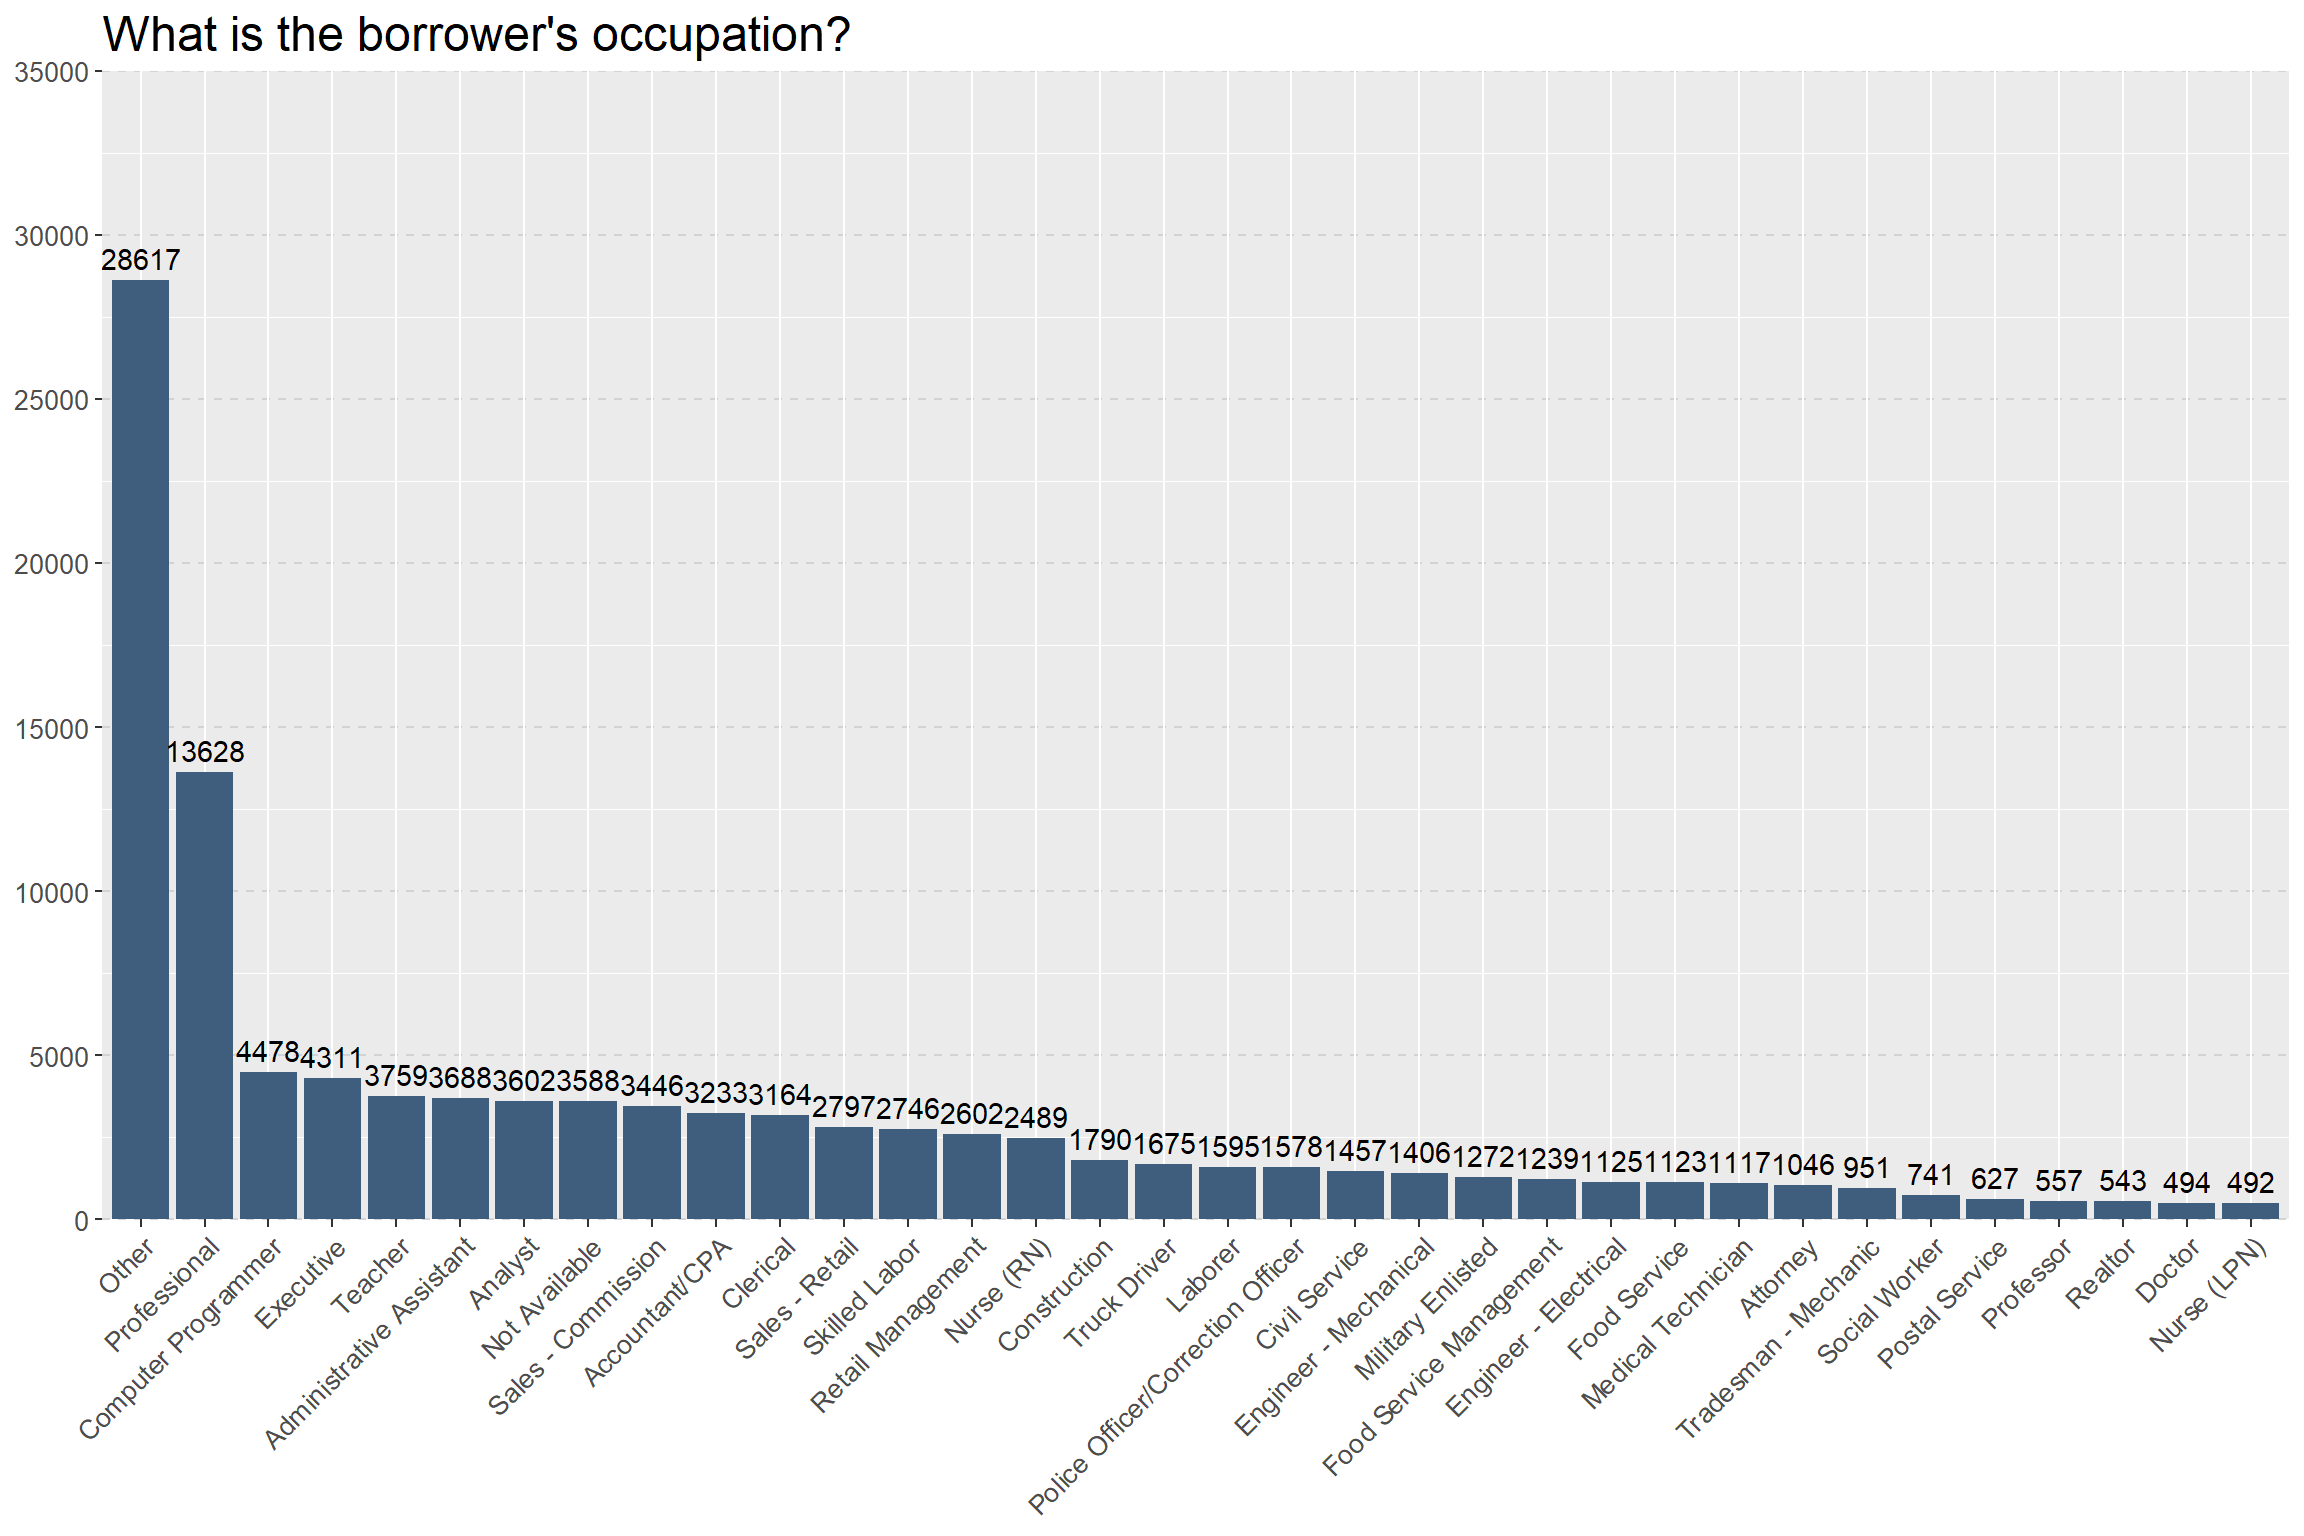 What is the borrower's occupation?
35000
30000
25000
20000
15000
10000
5000
0
28617
13628
4478
4311
3759
3688
3602
3588
3446
3233
3164
2797
2746
2602
2489
1790
1675
1595
1578
1457
1406
1272
1239
1125
1123
1117
1046
951
741
627
557
543
494
492
Other
Professional
Computer Programmer
Executive
Teacher
Administrative Assistant
Analyst
Not Available
Sales - Commission
Accountant/CPA
Clerical
Sales - Retail
Skilled Labor
Retail Management
Nurse (RN)
Construction
Truck Driver
Laborer
Police Officer/Correction Officer
Civil Service
Engineer - Mechanical
Military Enlisted
Food Service Management
Engineer - Electrical
Food Service
Medical Technician
Attorney
Tradesman - Mechanic
Social Worker
Postal Service
Professor
Realtor
Doctor
Nurse (LPN)